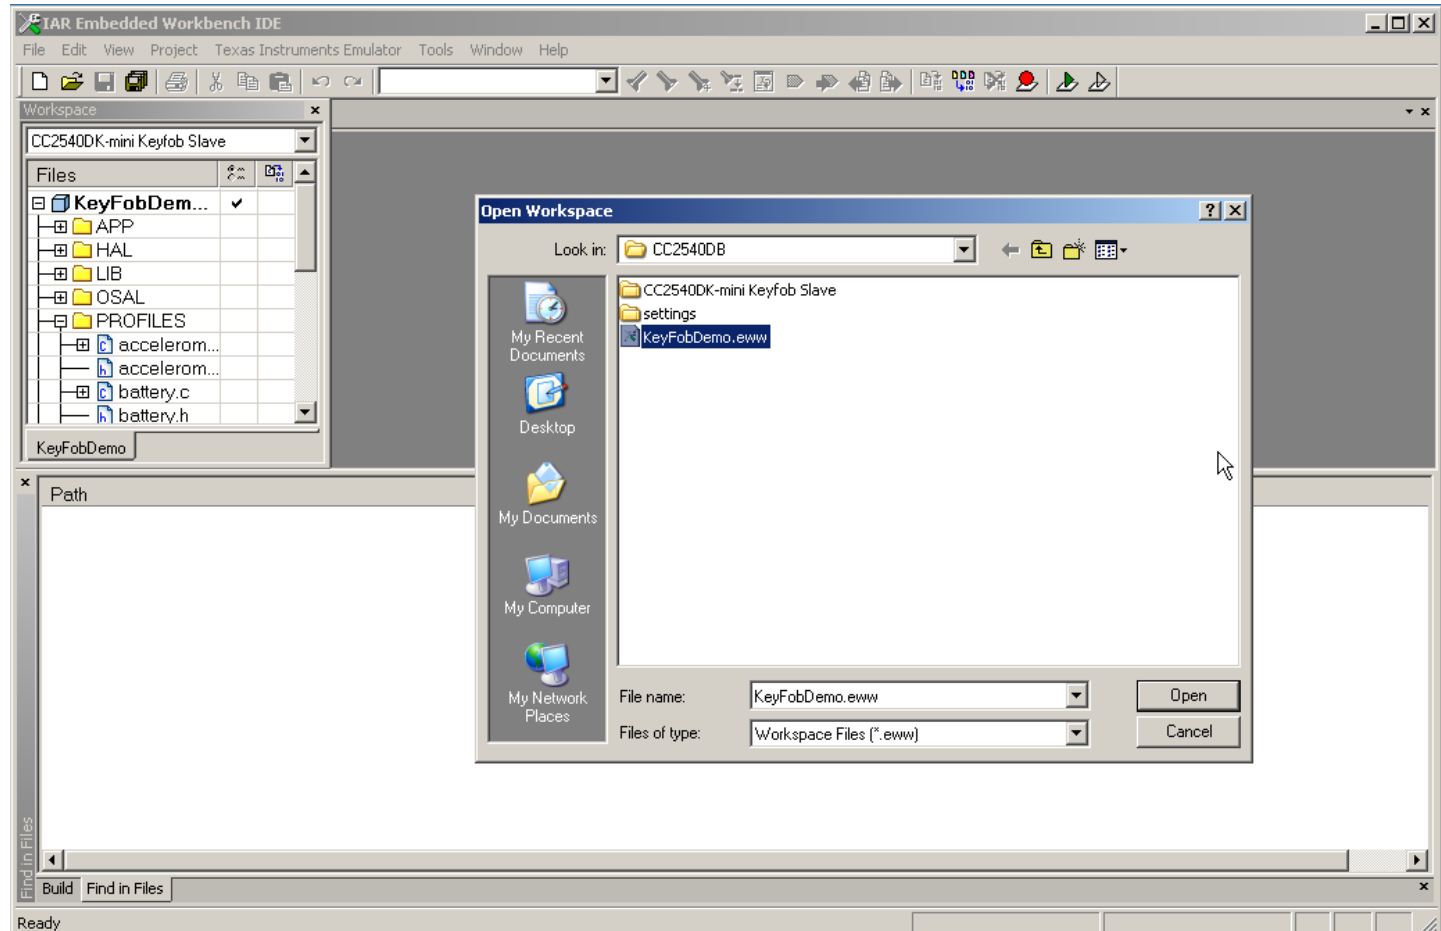 IAR Embedded Workbench IDE
File Edit View Project Texas Instruments Emulator Tools Window Help
Workspace
CC2540DK-mini Keyfob Slave
Files
KeyFobDem...
APP
HAL
LIB
OSAL
PROFILES
accelerom...
accelerom...
battery.c
battery.h
KeyFobDemo
Open Workspace
Look in: CC2540DB
My Recent Documents
Desktop
My Documents
My Computer
My Network Places
CC2540DK-mini Keyfob Slave
settings
KeyFobDemo.eww
File name: KeyFobDemo.eww Open
Files of type: Workspace Files (*.eww) Cancel
Path
Find in Files
Build Find in Files
Ready